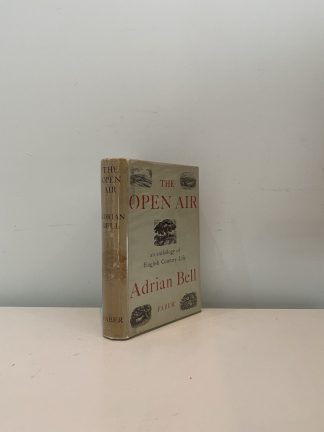 THE
OPEN
AIR
ADRIAN
BELL
FABER
THE
OPEN AIR
an anthology of
English Country Life
Adrian Bell
FABER